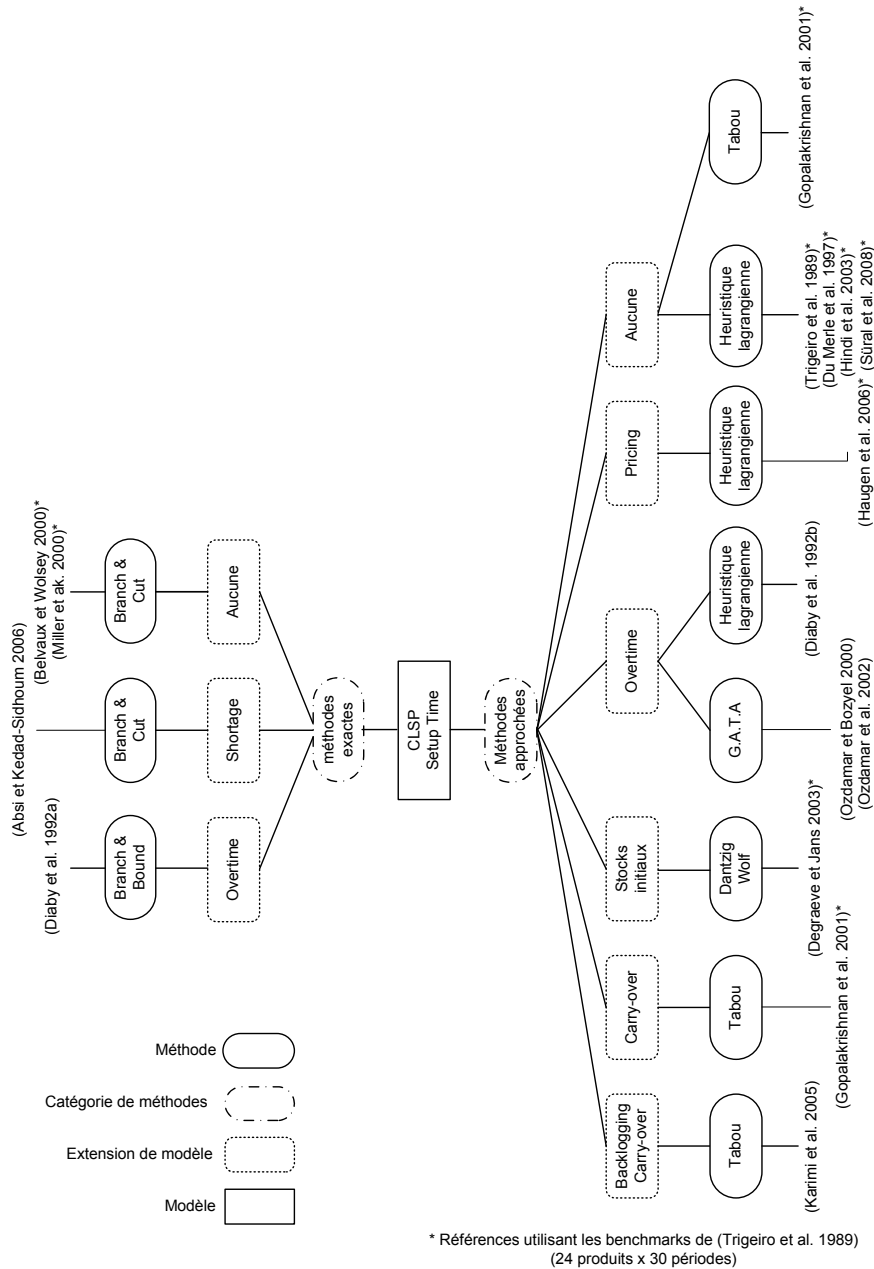 (Absi et Kedad-Sidhoum 2006)
(Diaby et al. 1992a)
(Belvaux et Wolsey 2000)*
(Miller et ak. 2000)*
Branch &
Bound
Branch &
Cut
Branch &
Cut
Overtime
Shortage
Aucune
méthodes
exactes
CLSP
Setup Time
Méthodes
approchées
Backlogging
Carry-over
Carry-over
Stocks
initiaux
Overtime
Pricing
Aucune
Tabou
Tabou
Dantzig
Wolf
G.A.T.A
Heuristique
lagrangienne
Heuristique
lagrangienne
Heuristique
lagrangienne
Tabou
(Karimi et al. 2005)
(Gopalakrishnan et al. 2001)*
(Degraeve et Jans 2003)*
(Ozdamar et Bozyel 2000)
(Ozdamar et al. 2002)
(Diaby et al. 1992b)
(Haugen et al. 2006)*
(Trigeiro et al. 1989)*
(Du Merle et al. 1997)*
(Hindi et al. 2003)*
(Süral et al. 2008)*
(Gopalakrishnan et al. 2001)*
Méthode
Catégorie de méthodes
Extension de modèle
Modèle
* Références utilisant les benchmarks de (Trigeiro et al. 1989)
(24 produits x 30 périodes)